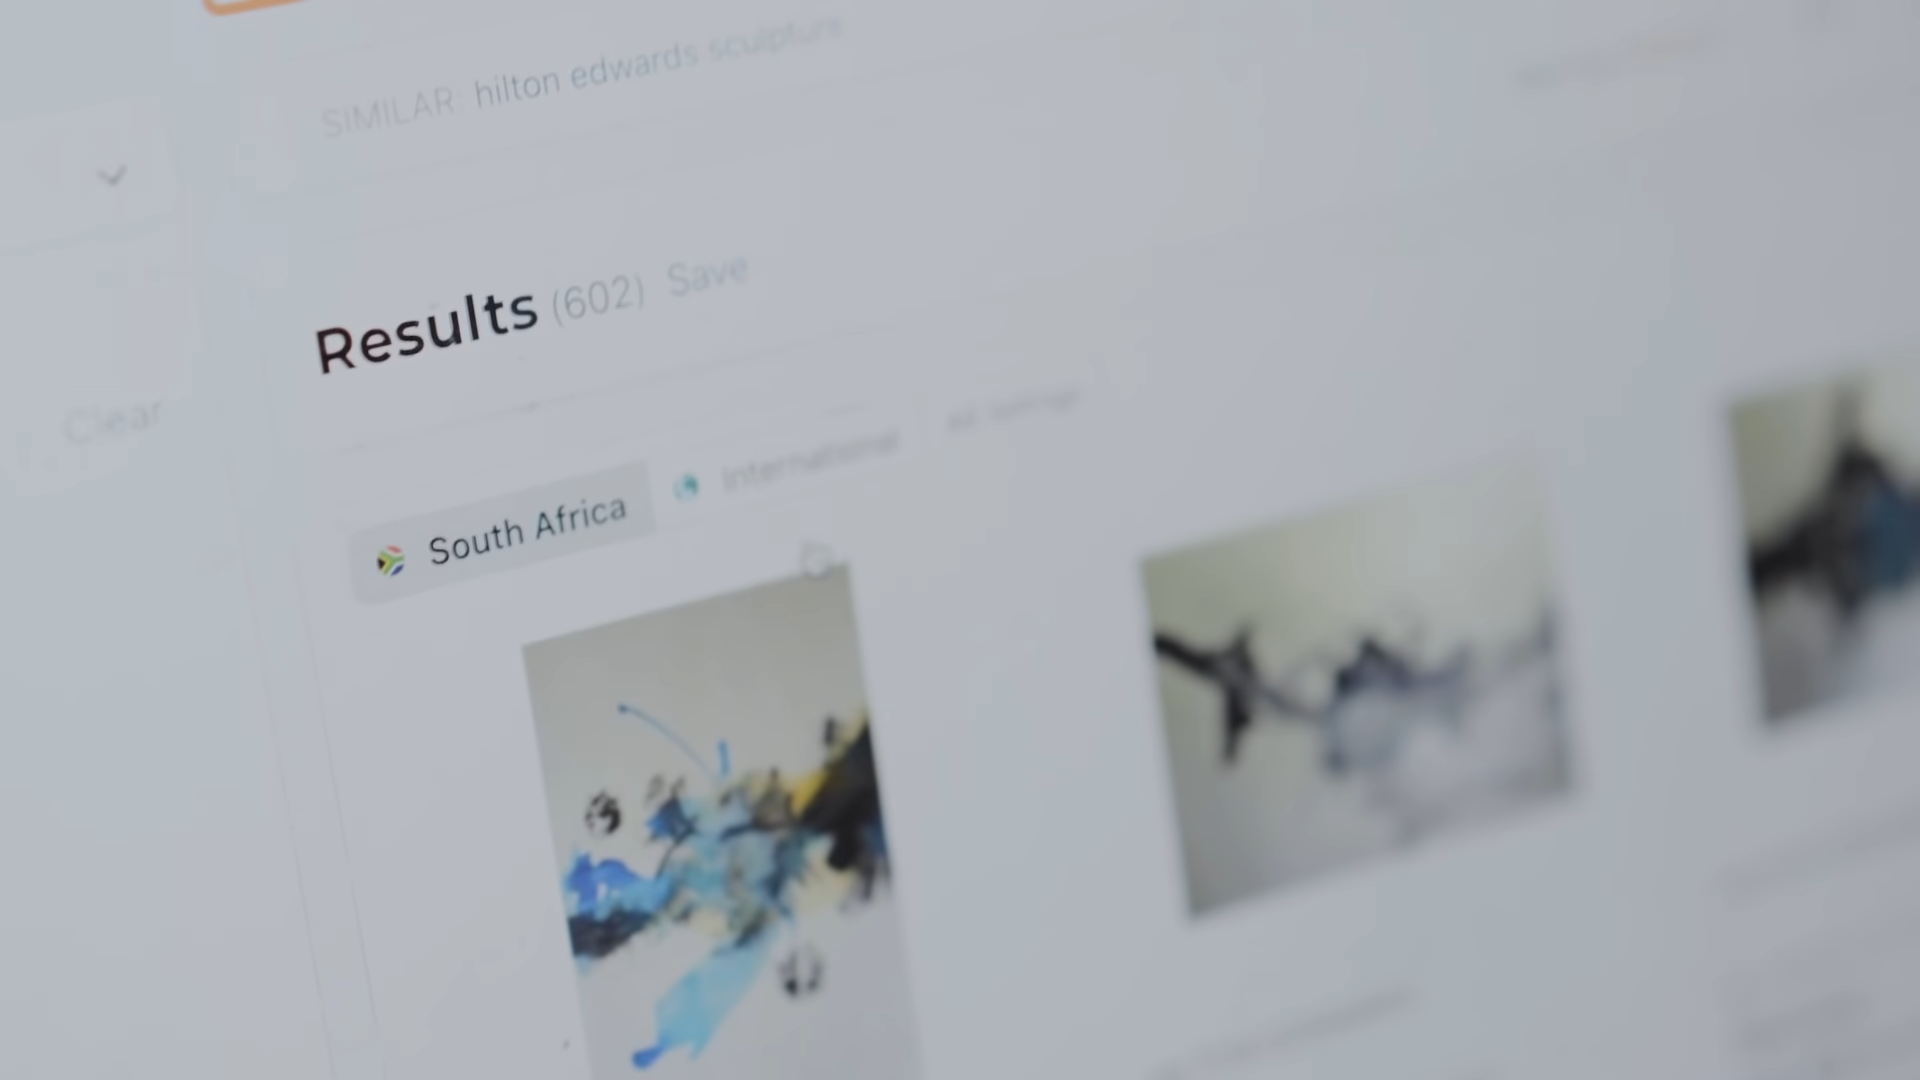 SIMILAR: hilton edwards sculpture
Results (602) Save
Clear
South Africa International